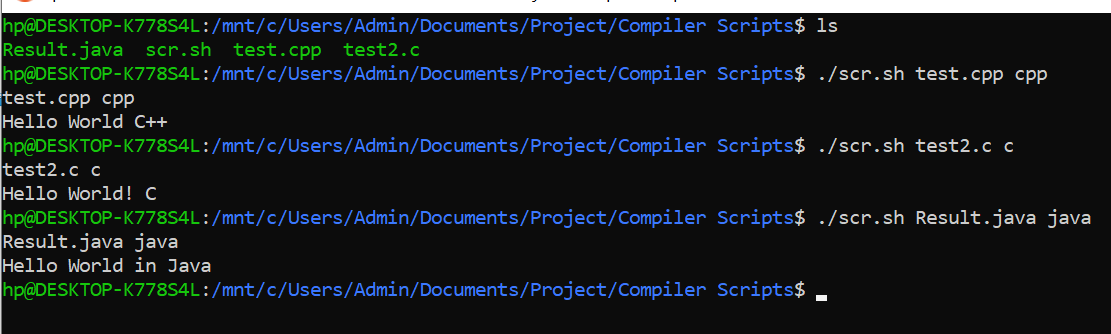 hp@DESKTOP-K778S4L:/mnt/c/Users/Admin/Documents/Project/Compiler Scripts$ ls
Result.java  scr.sh  test.cpp  test2.c
hp@DESKTOP-K778S4L:/mnt/c/Users/Admin/Documents/Project/Compiler Scripts$ ./scr.sh test.cpp cpp
test.cpp cpp
Hello World C++
hp@DESKTOP-K778S4L:/mnt/c/Users/Admin/Documents/Project/Compiler Scripts$ ./scr.sh test2.c c
test2.c c
Hello World! C
hp@DESKTOP-K778S4L:/mnt/c/Users/Admin/Documents/Project/Compiler Scripts$ ./scr.sh Result.java java
Result.java java
Hello World in Java
hp@DESKTOP-K778S4L:/mnt/c/Users/Admin/Documents/Project/Compiler Scripts$